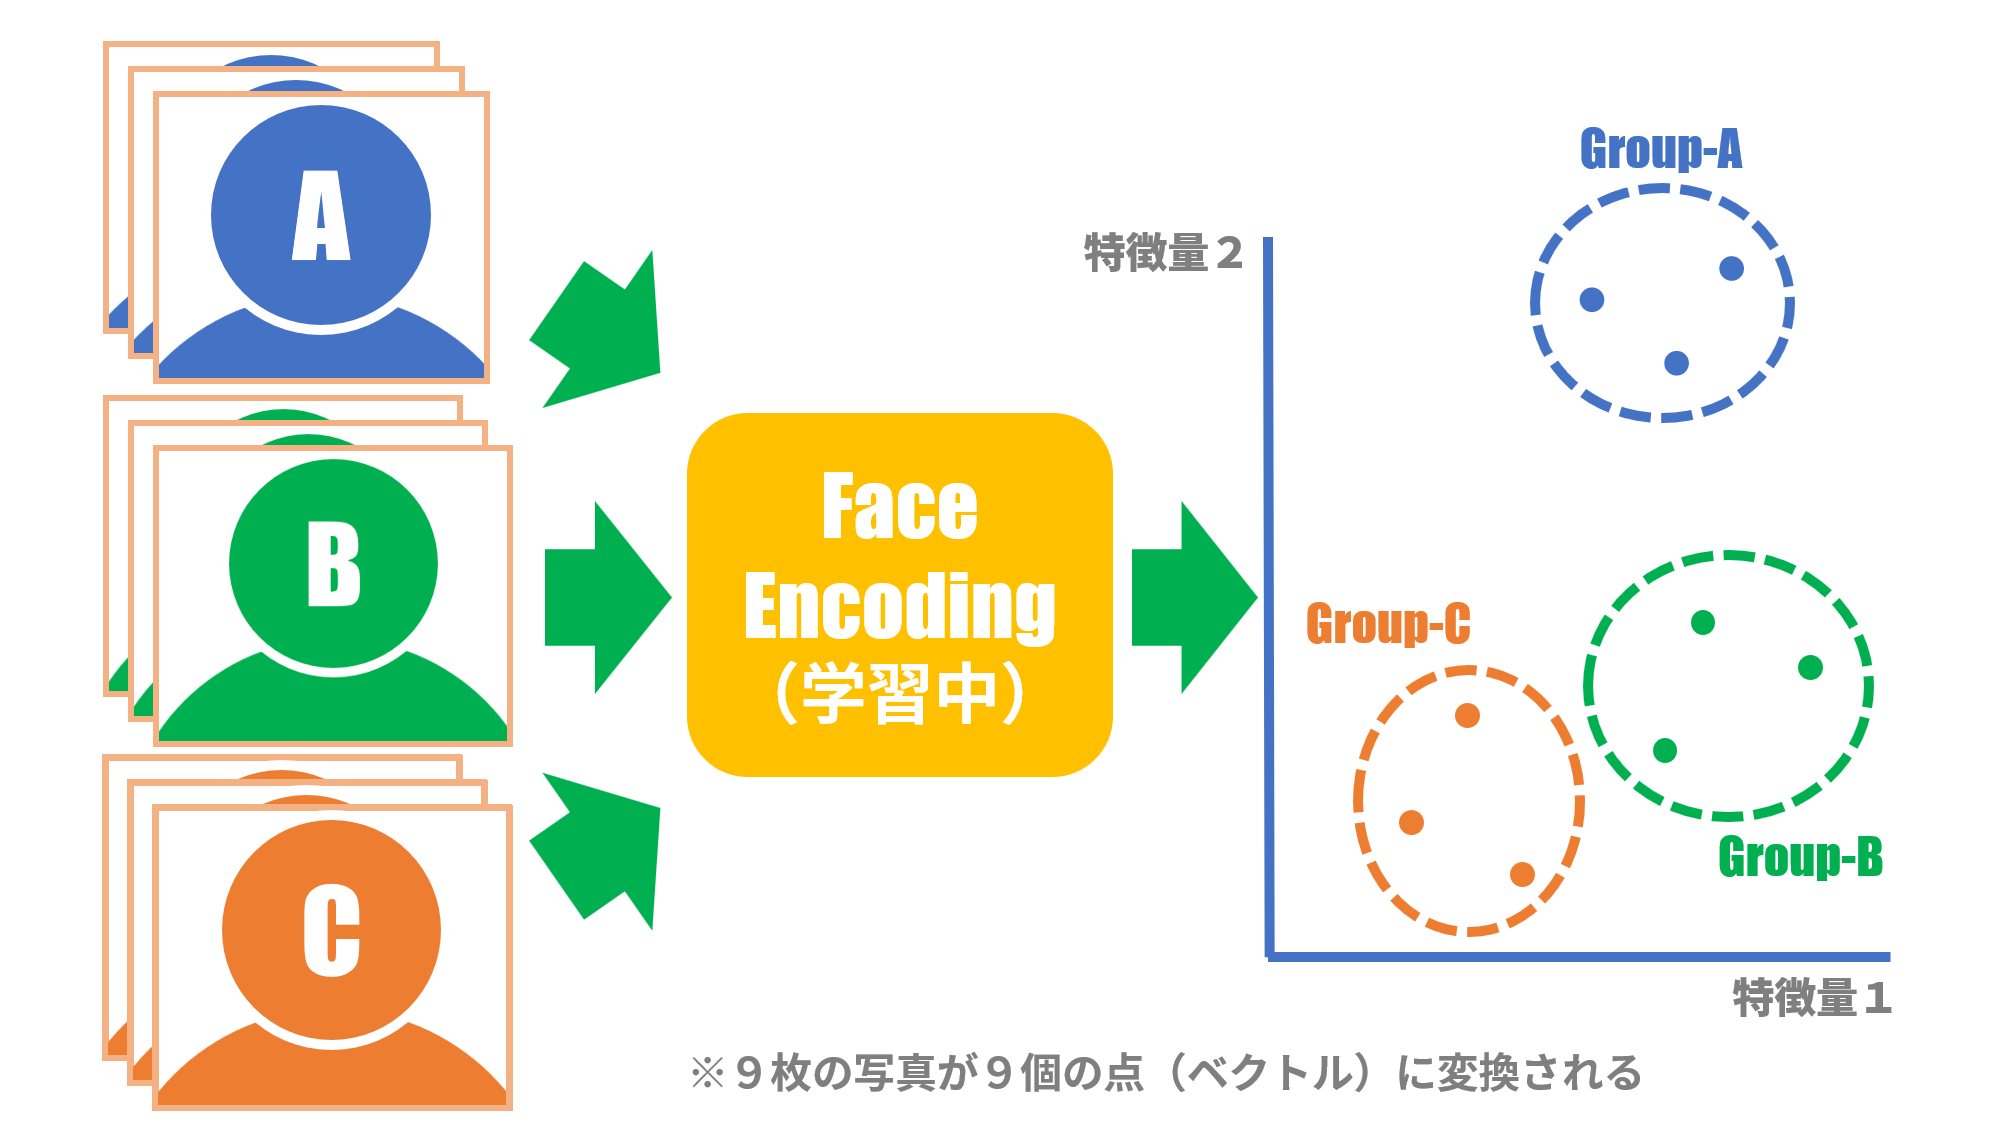 A
B
C
Face
Encoding
（学習中）
特徴量２
Group-A
Group-C
Group-B
特徴量１
※９枚の写真が９個の点（ベクトル）に変換される